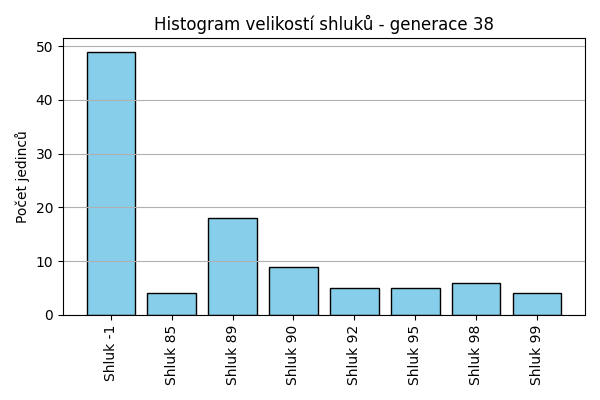 Histogram velikostí shluků - generace 38
Počet jedinců
50
40
30
20
10
0
Shluk -1
Shluk 85
Shluk 89
Shluk 90
Shluk 92
Shluk 95
Shluk 98
Shluk 99